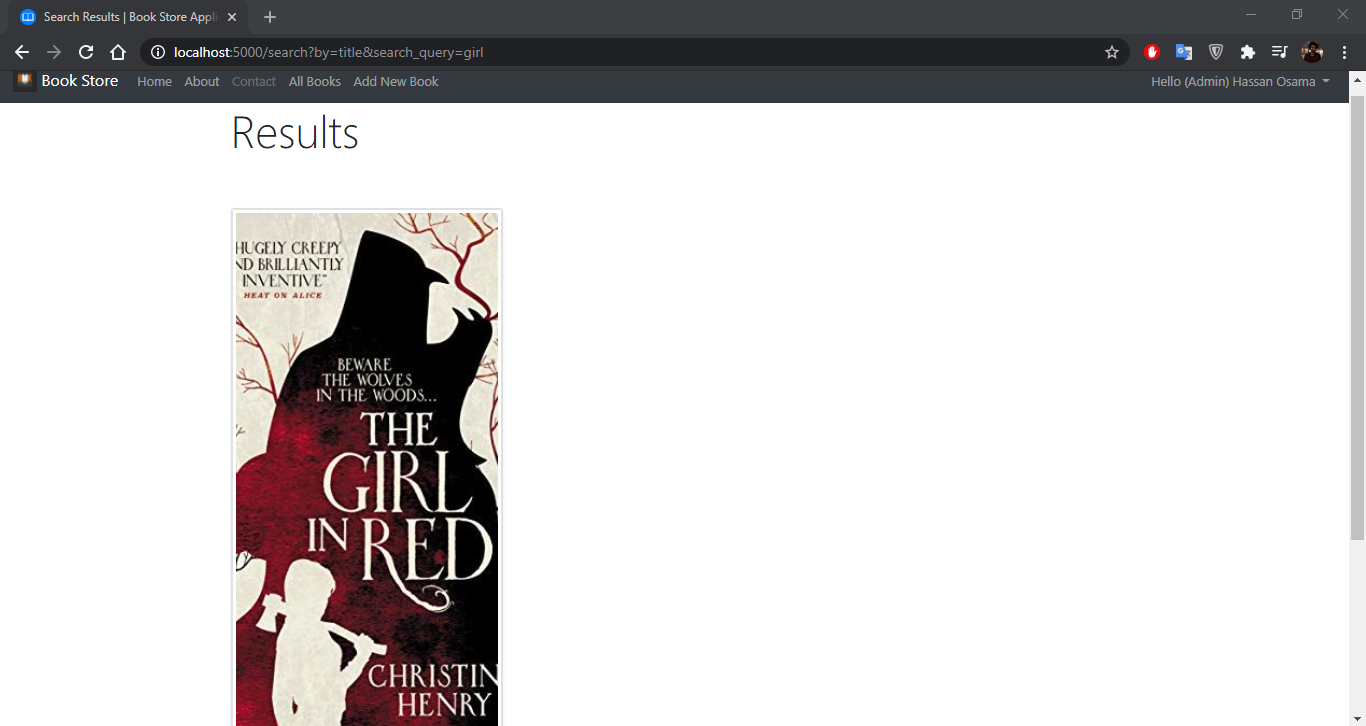 Search Results | Book Store Appli
localhost:5000/search?by=title&search_query=girl
Book Store Home About Contact All Books Add New Book Hello (Admin) Hassan Osama
Results
HUGELY CREEPY
ND BRILLIANTLY
INVENTIVE"
HEAT ON ALICE
BEWARE
THE WOLVES
IN THE WOODS...
THE
GIRL
IN RED
CHRISTIN
HENRY